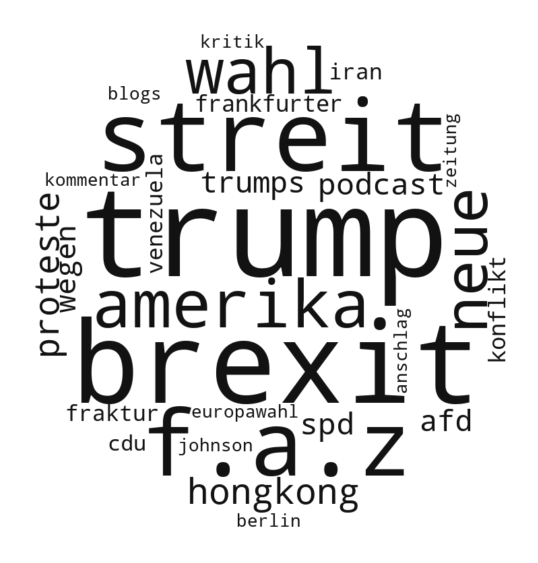 kritik
wahl
iran
blogs
frankfurter
streit
zeitung
kommentar
venezuela
trumps
podcast
proteste
wegen
trump
neue
konflikt
amerika
anschlag
brexit
fraktur
europawahl
spd
afd
cdu
johnson
f.a.z
hongkong
berlin